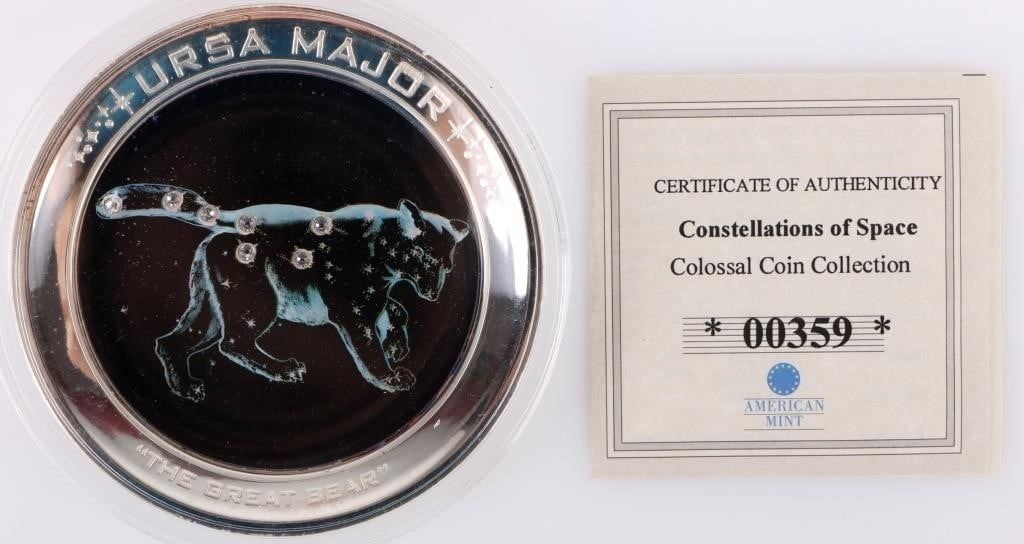 URSA MAJOR
"THE GREAT BEAR"
CERTIFICATE OF AUTHENTICITY
Constellations of Space
Colossal Coin Collection
* 00359 *
AMERICAN
MINT